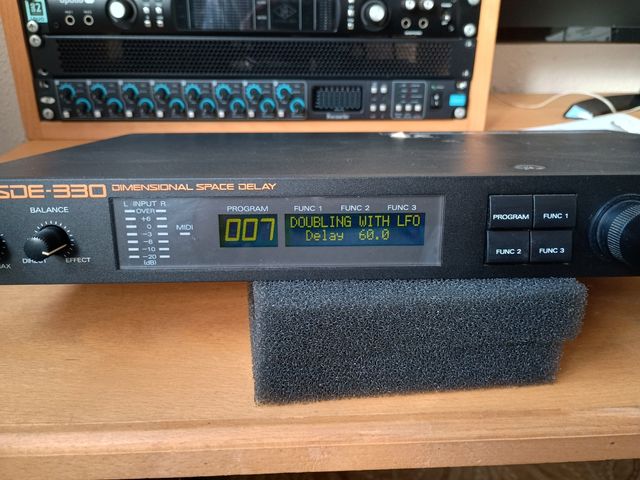 SDE-330 DIMENSIONAL SPACE DELAY
BALANCE
DIRECT EFFECT
MAX
L INPUT R
OVER
+6
0
-3
-6
-10
-20
(dB)
MIDI
PROGRAM
007
FUNC 1 FUNC 2 FUNC 3
DOUBLING WITH LFO
Delay 60.0
PROGRAM FUNC 1
FUNC 2 FUNC 3